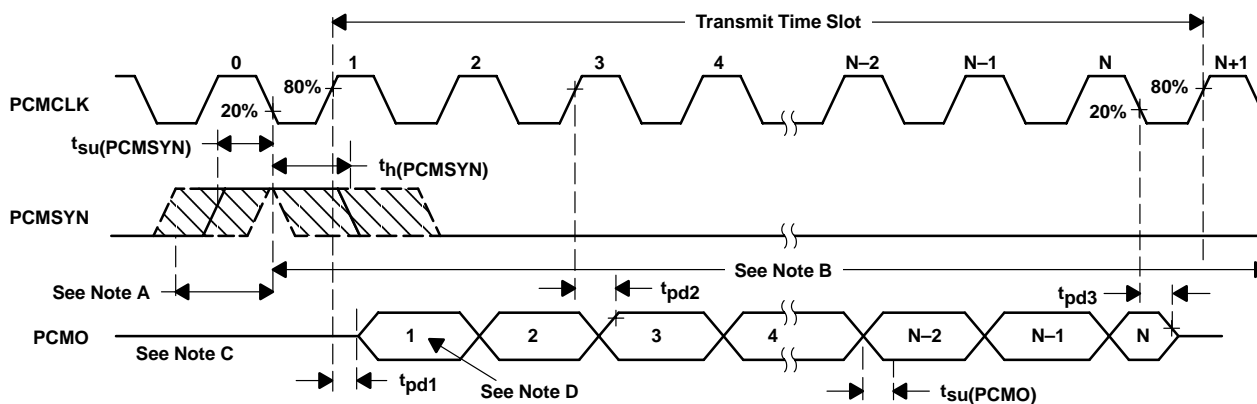 Transmit Time Slot
0 1 2 3 4 N–2 N–1 N N+1
PCMCLK
80%
20%
80%
20%
tsu(PCMSYN)
th(PCMSYN)
PCMSYN
See Note B
See Note A
tpd2
tpd3
PCMO
1 2 3 4 N–2 N–1 N
See Note C
tpd1
See Note D
tsu(PCMO)